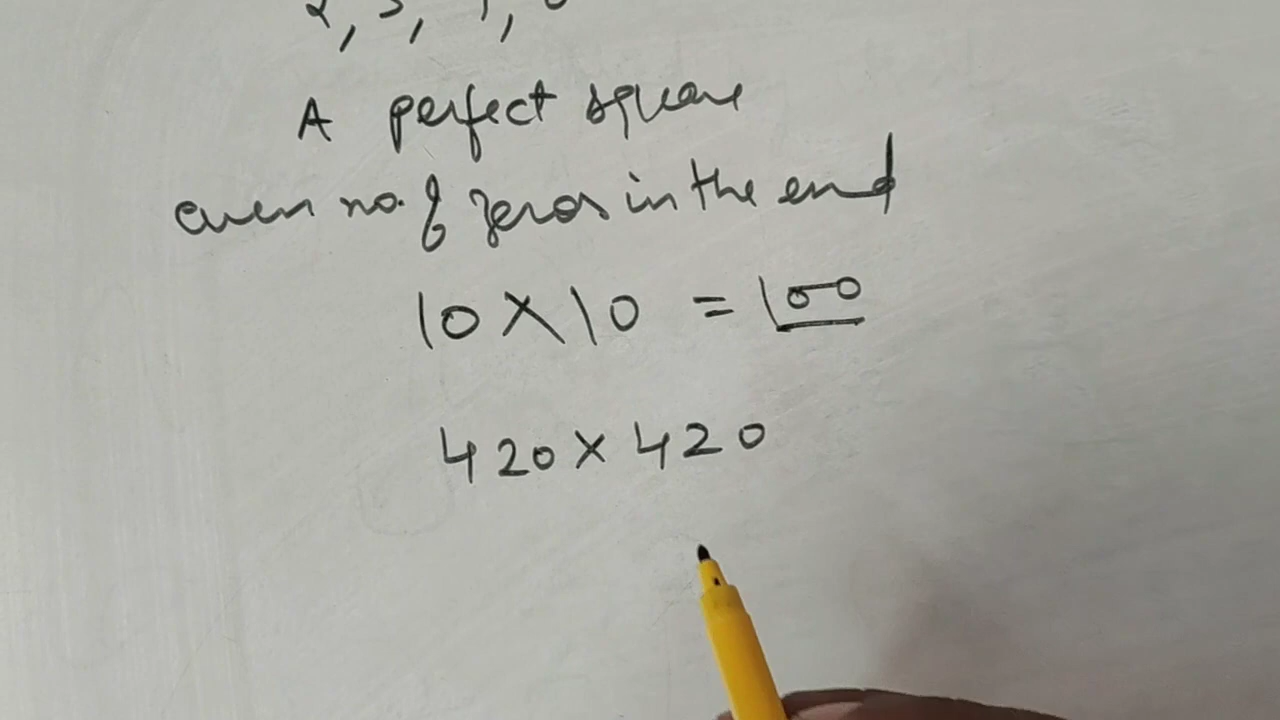 A perfect square
even no. of zeros in the end
10 X 10 = 100
420 X 420